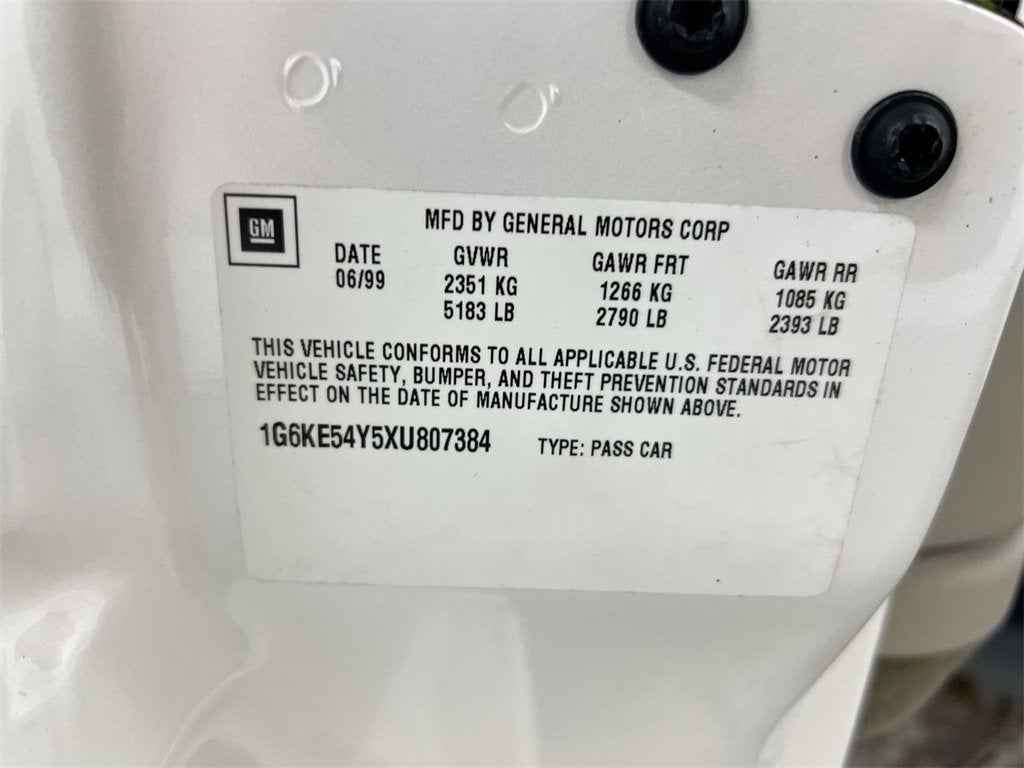 GM
MFD BY GENERAL MOTORS CORP
DATE GVWR GAWR FRT GAWR RR
06/99 2351 KG 1266 KG 1085 KG
5183 LB 2790 LB 2393 LB
THIS VEHICLE CONFORMS TO ALL APPLICABLE U.S. FEDERAL MOTOR
VEHICLE SAFETY, BUMPER, AND THEFT PREVENTION STANDARDS IN
EFFECT ON THE DATE OF MANUFACTURE SHOWN ABOVE.
1G6KE54Y5XU807384 TYPE: PASS CAR